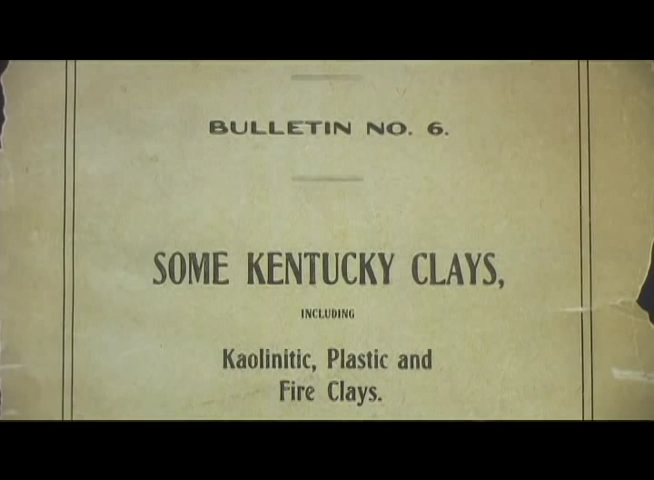 BULLETIN NO. 6.
SOME KENTUCKY CLAYS,
INCLUDING
Kaolinitic, Plastic and
Fire Clays.